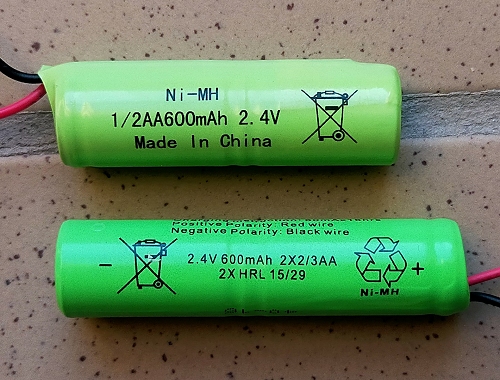 Ni-MH
1/2AA600mAh 2.4V
Made In China
Positive Polarity: Red wire
Negative Polarity: Black wire
− 2.4V 600mAh 2X2/3AA +
2X HRL 15/29
Ni-MH